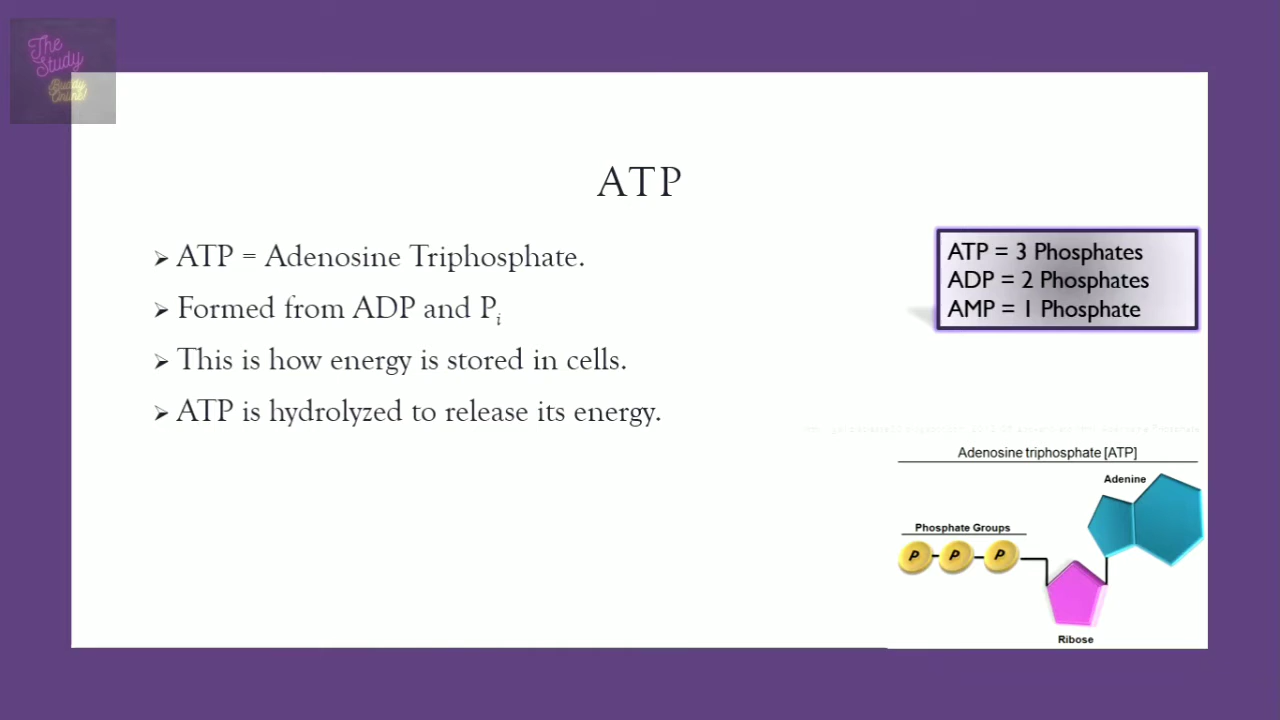 The
Study
Buddy
Online!
ATP
➢ ATP = Adenosine Triphosphate.
➢ Formed from ADP and Pᵢ
➢ This is how energy is stored in cells.
➢ ATP is hydrolyzed to release its energy.
ATP = 3 Phosphates
ADP = 2 Phosphates
AMP = 1 Phosphate
Adenosine triphosphate [ATP]
Adenine
Phosphate Groups
P P P
Ribose